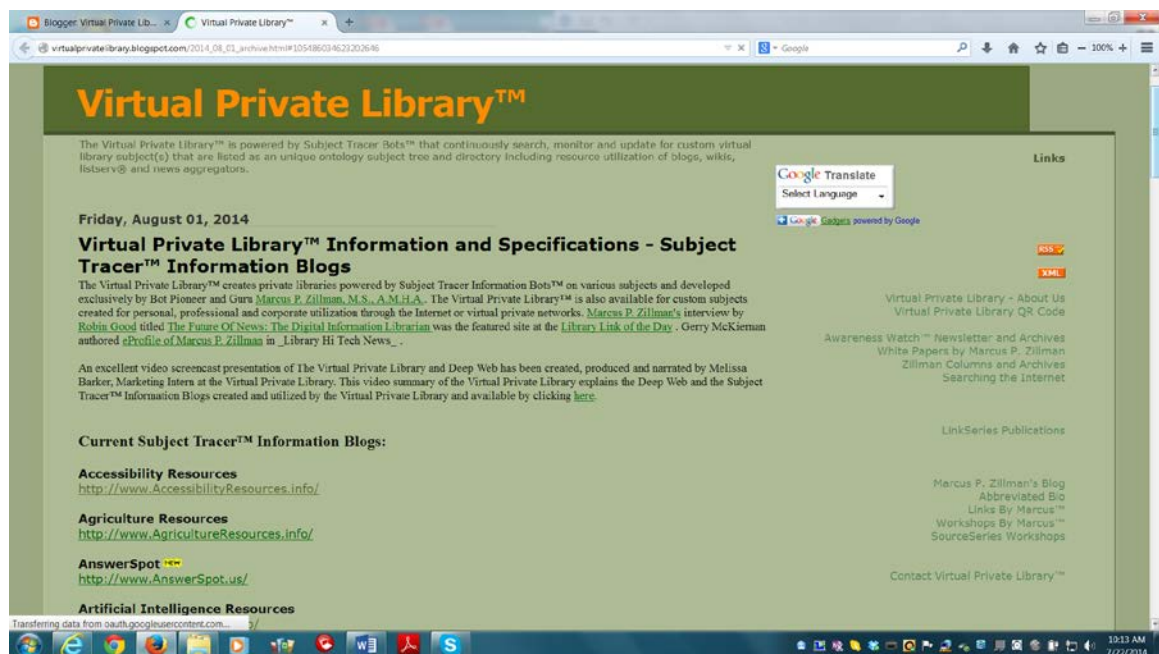 Blogger: Virtual Private Lib...
Virtual Private Library™
virtualprivatelibrary.blogspot.com/2014_08_01_archive.html#105486034623202646
Google
100%
Virtual Private Library™
The Virtual Private Library™ is powered by Subject Tracer Bots™ that continuously search, monitor and update for custom virtual
library subject(s) that are listed as an unique ontology subject tree and directory including resource utilization of blogs, wikis,
listserv® and news aggregators.
Links
Google Translate
Select Language
Google Gadgets powered by Google
Friday, August 01, 2014
Virtual Private Library™ Information and Specifications - Subject
Tracer™ Information Blogs
The Virtual Private Library™ creates private libraries powered by Subject Tracer Information Bots™ on various subjects and developed
exclusively by Bot Pioneer and Guru Marcus P. Zillman, M.S., A.M.H.A.. The Virtual Private Library™ is also available for custom subjects
created for personal, professional and corporate utilization through the Internet or virtual private networks. Marcus P. Zillman's interview by
Robin Good titled The Future Of News: The Digital Information Librarian was the featured site at the Library Link of the Day . Gerry McKiernan
authored eProfile of Marcus P. Zillman in _Library Hi Tech News_ .
An excellent video screencast presentation of The Virtual Private Library and Deep Web has been created, produced and narrated by Melissa
Barker, Marketing Intern at the Virtual Private Library. This video summary of the Virtual Private Library explains the Deep Web and the Subject
Tracer™ Information Blogs created and utilized by the Virtual Private Library and available by clicking here.
Current Subject Tracer™ Information Blogs:
Accessibility Resources
http://www.AccessibilityResources.info/
Agriculture Resources
http://www.AgricultureResources.info/
AnswerSpot NEW
http://www.AnswerSpot.us/
Artificial Intelligence Resources
RSS
XML
Virtual Private Library - About Us
Virtual Private Library QR Code
Awareness Watch™ Newsletter and Archives
White Papers by Marcus P. Zillman
Zillman Columns and Archives
Searching the Internet
LinkSeries Publications
Marcus P. Zillman's Blog
Abbreviated Bio
Links By Marcus™
Workshops By Marcus™
SourceSeries Workshops
Contact Virtual Private Library™
Transferring data from oauth.googleusercontent.com...
10:13 AM
7/22/2014